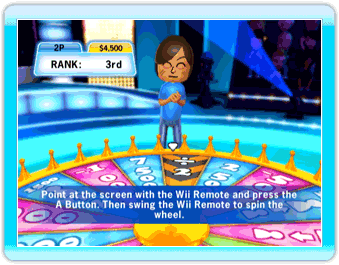 2P $4,500
RANK: 3rd
÷2
Point at the screen with the Wii Remote and press the
A Button. Then swing the Wii Remote to spin the
wheel.